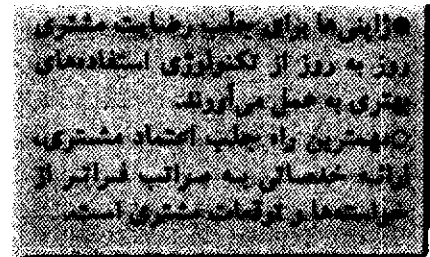 ●ژاپنی‌ها برای جلب رضایت مشتری
روز به روز از تکنولوژی استفاده‌های
بهتری به عمل می‌آورند.
○بهترین راه جلب اعتماد مشتری،
ارائه خدماتی به مراتب فراتر از
خواسته‌ها و توقعات مشتری است.